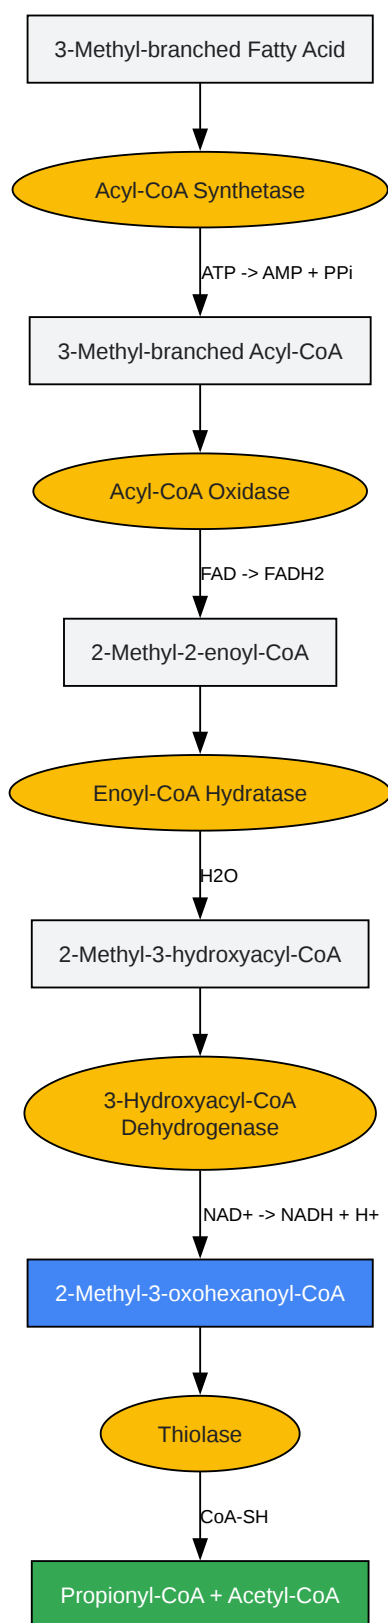 3-Methyl-branched Fatty Acid
Acyl-CoA Synthetase
ATP -> AMP + PPi
3-Methyl-branched Acyl-CoA
Acyl-CoA Oxidase
FAD -> FADH2
2-Methyl-2-enoyl-CoA
Enoyl-CoA Hydratase
H2O
2-Methyl-3-hydroxyacyl-CoA
3-Hydroxyacyl-CoA
Dehydrogenase
NAD+ -> NADH + H+
2-Methyl-3-oxohexanoyl-CoA
Thiolase
CoA-SH
Propionyl-CoA + Acetyl-CoA